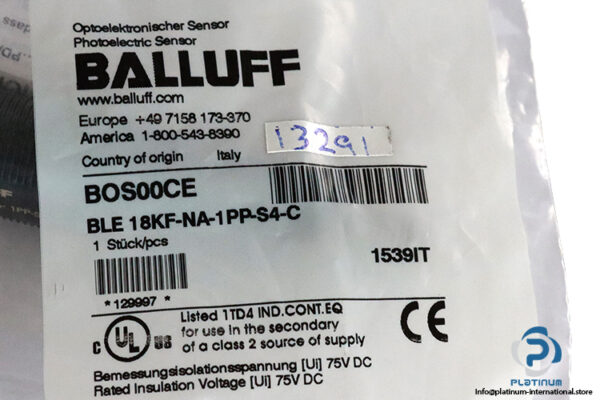 Optoelektronischer Sensor
Photoelectric Sensor
BALLUFF
www.balluff.com
Europe +49 7158 173-370
America 1-800-543-8390
13291
Country of origin Italy
BOS00CE
BLE 18KF-NA-1PP-S4-C
1 Stück/pcs
1539IT
*129997*
Listed 1TD4 IND.CONT.EQ
for use in the secondary
of a class 2 source of supply
C UL US
CE
Bemessungsisolationsspannung [Ui] 75V DC
Rated Insulation Voltage [Ui] 75V DC
PLATINUM
INTERNATIONAL
Info@platinum-international.store